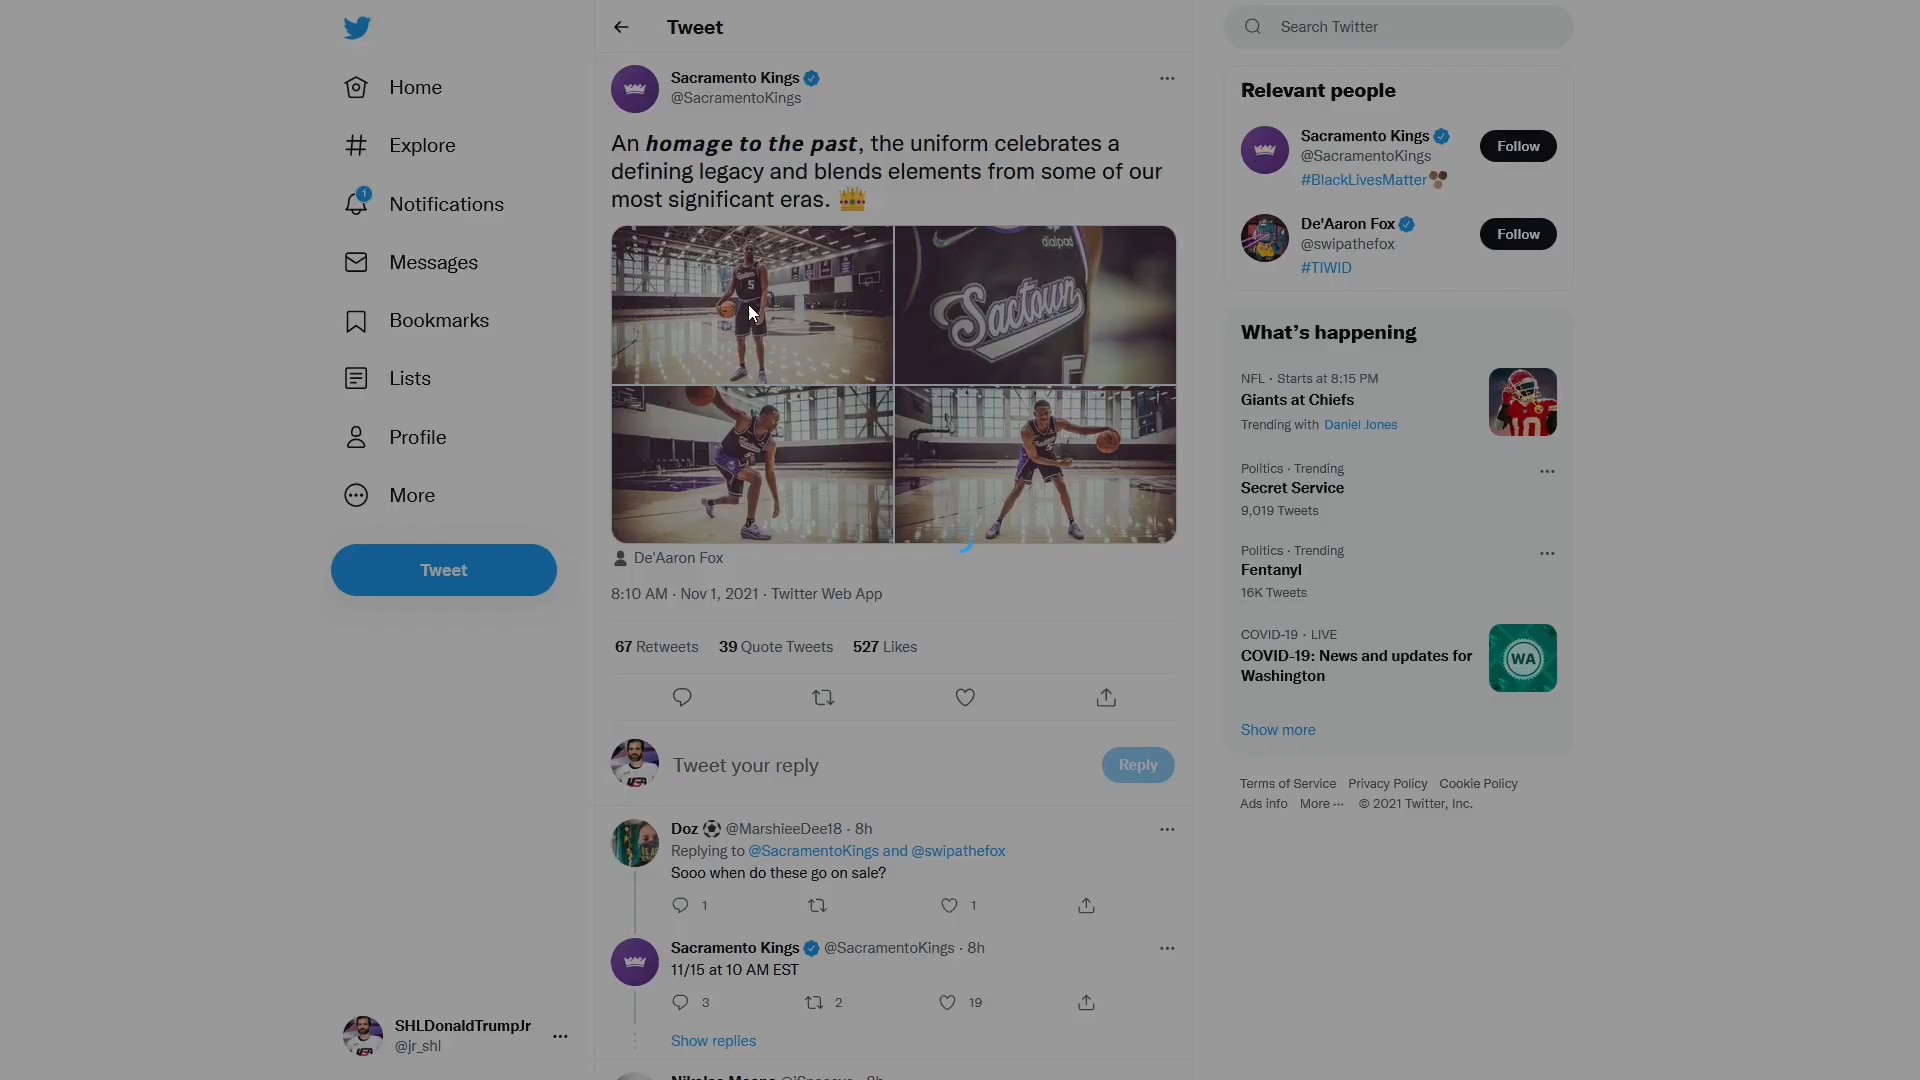 Tweet
Search Twitter
Home
Explore
1
Notifications
Messages
Bookmarks
Lists
Profile
More
Tweet
SHLDonaldTrumpJr
@jr_shl
Sacramento Kings
@SacramentoKings
An homage to the past, the uniform celebrates a
defining legacy and blends elements from some of our
most significant eras.
5
dialpad
Sactown
De'Aaron Fox
8:10 AM · Nov 1, 2021 · Twitter Web App
67 Retweets 39 Quote Tweets 527 Likes
Tweet your reply
Reply
Doz @MarshieeDee18 · 8h
Replying to @SacramentoKings and @swipathefox
Sooo when do these go on sale?
1 1
Sacramento Kings @SacramentoKings · 8h
11/15 at 10 AM EST
3 2 19
Show replies
Relevant people
Sacramento Kings
@SacramentoKings
Follow
#BlackLivesMatter
De'Aaron Fox
@swipathefox
Follow
#TIWID
What's happening
NFL · Starts at 8:15 PM
Giants at Chiefs
Trending with Daniel Jones
Politics · Trending
Secret Service
9,019 Tweets
Politics · Trending
Fentanyl
16K Tweets
COVID-19 · LIVE
COVID-19: News and updates for
Washington
WA
Show more
Terms of Service Privacy Policy Cookie Policy
Ads info More ··· © 2021 Twitter, Inc.